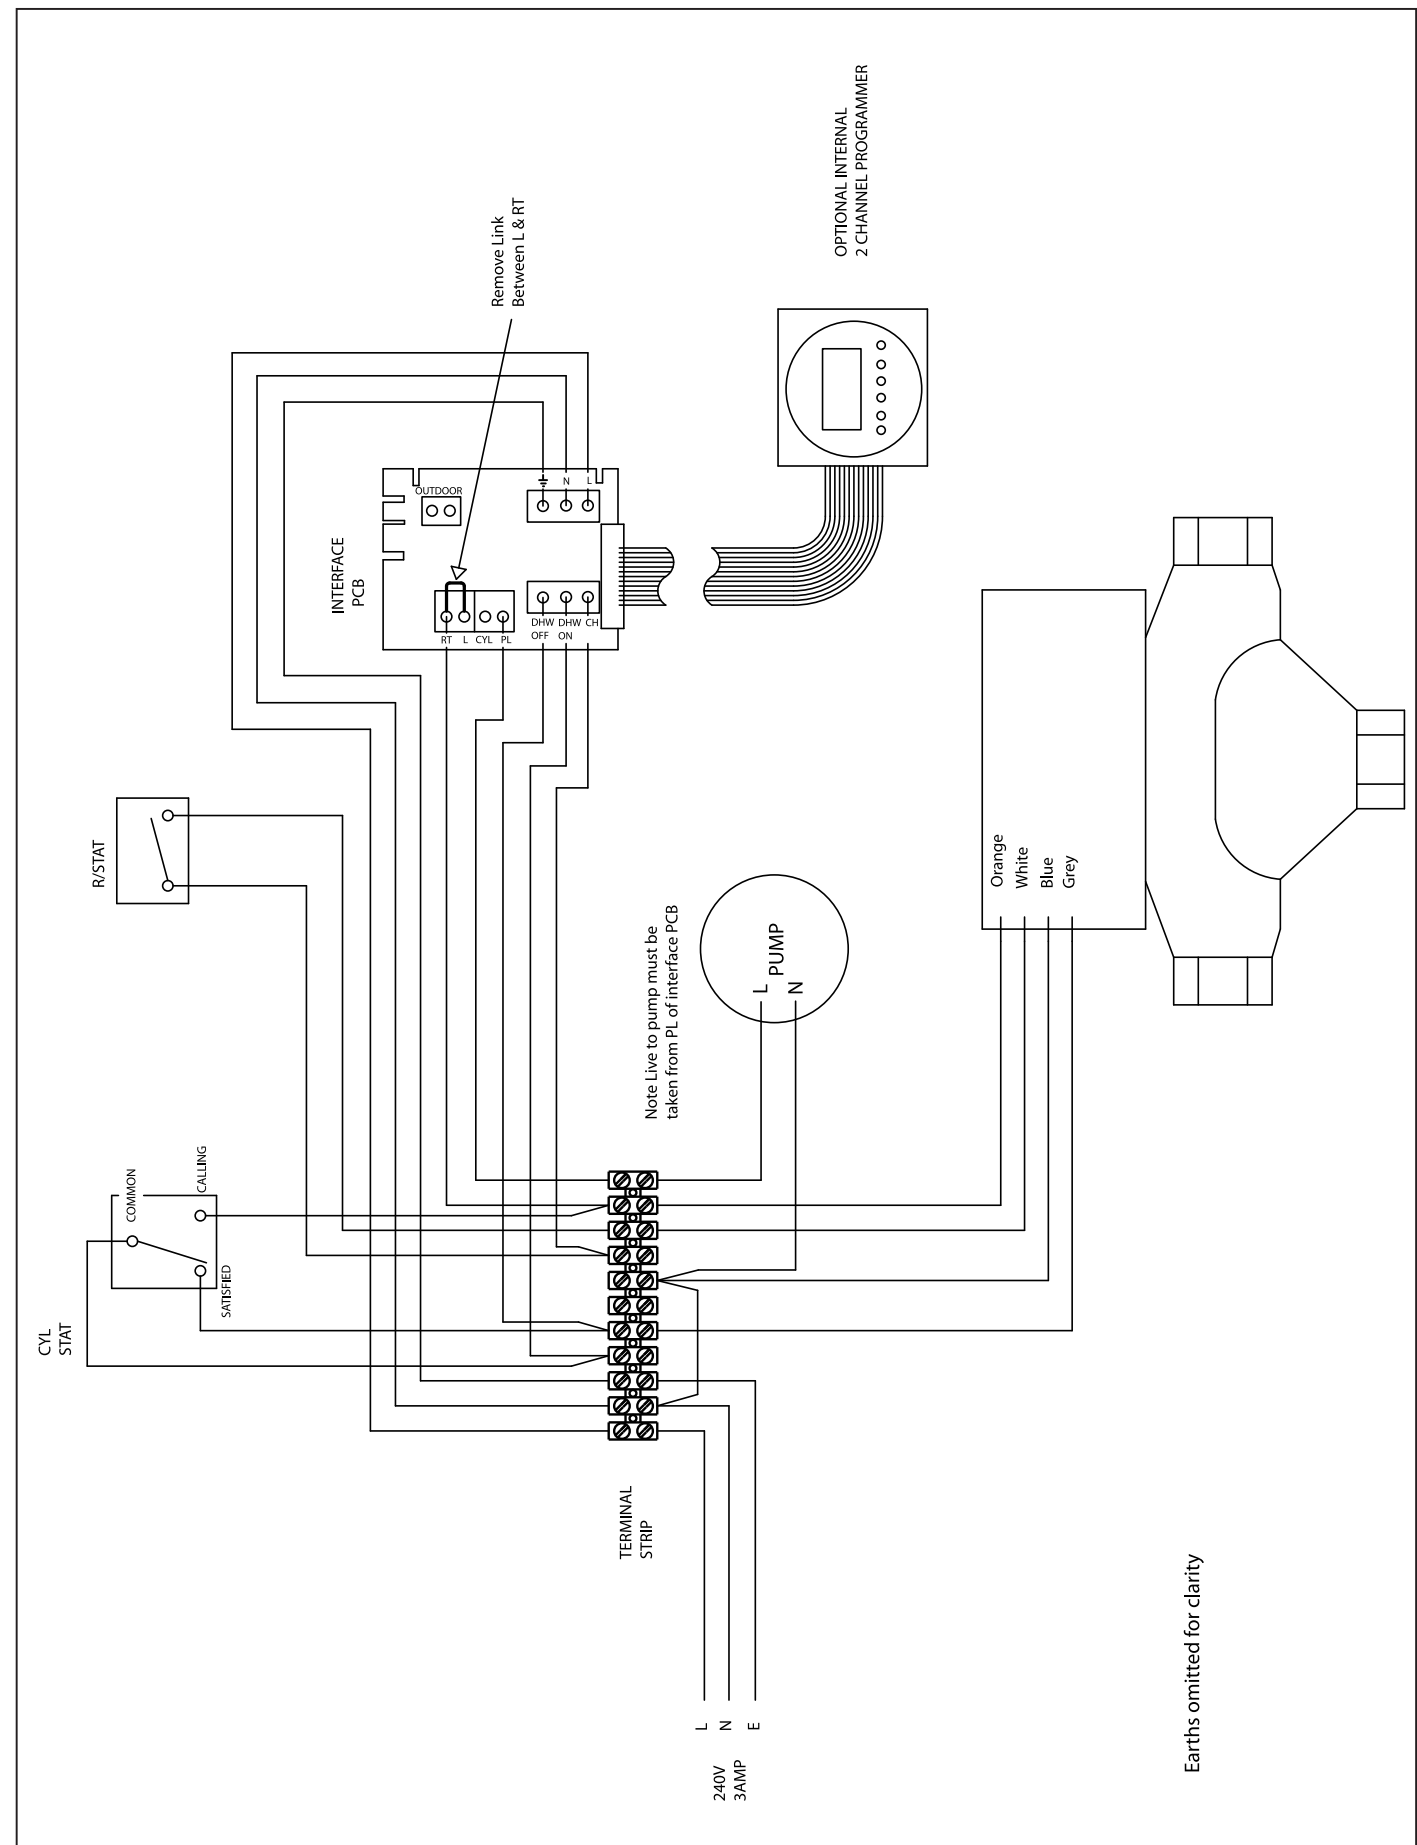 OPTIONAL INTERNAL
2 CHANNEL PROGRAMMER
Remove Link
Between L & RT
INTERFACE
PCB
OUTDOOR
N
L
RT
L
CYL
PL
DHW
OFF
DHW
ON
CH
R/STAT
Note Live to pump must be
taken from PL of interface PCB
L
PUMP
N
Orange
White
Blue
Grey
CYL
STAT
COMMON
CALLING
SATISFIED
TERMINAL
STRIP
L
N
E
240V
3AMP
Earths omitted for clarity